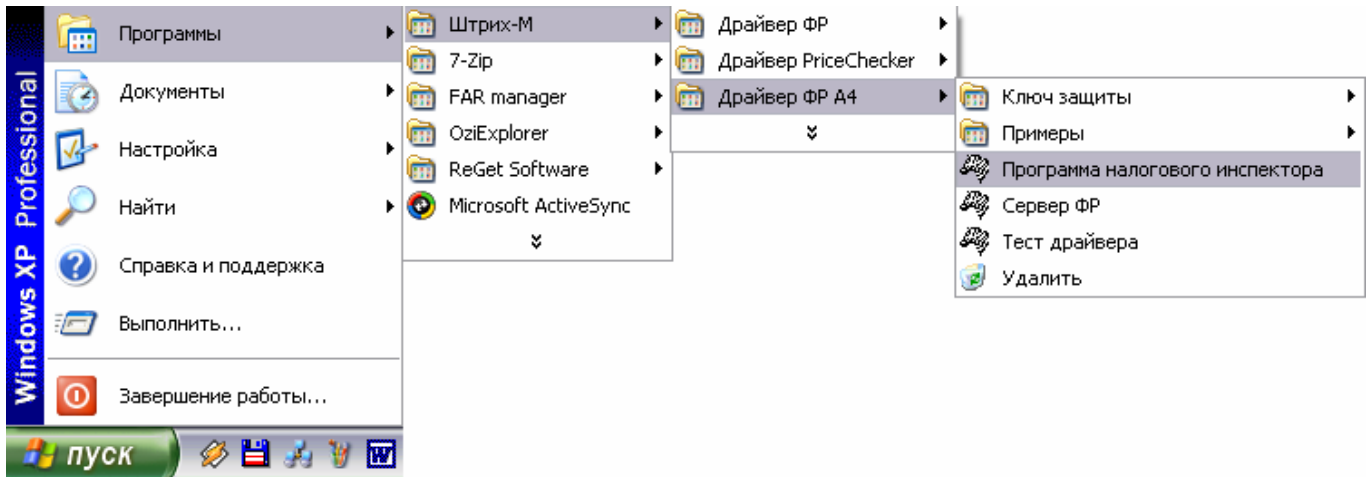 Windows XP Professional
Программы
Документы
Настройка
Найти
Справка и поддержка
Выполнить...
Завершение работы...
пуск
W
Штрих-М
7-Zip
FAR manager
OziExplorer
ReGet Software
Microsoft ActiveSync
Драйвер ФР
Драйвер PriceChecker
Драйвер ФР А4
Ключ защиты
Примеры
Программа налогового инспектора
Сервер ФР
Тест драйвера
Удалить